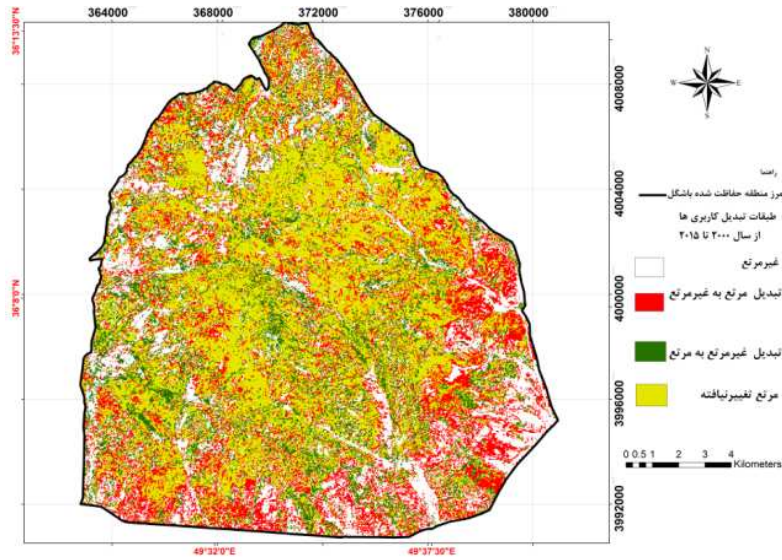 364000 368000 372000 376000 380000
36°13'30"N
4008000
N
W E
S
4004000
راهنما
مرز منطقه حفاظت شده باشگل
طبقات تبدیل کاربری ها
از سال ۲۰۰۰ تا ۲۰۱۵
غیرمرتع
36°8'0"N
4000000
تبدیل مرتع به غیرمرتع
تبدیل غیرمرتع به مرتع
3996000
مرتع تغییرنیافته
0 0.5 1 2 3 4
Kilometers
3992000
49°32'0"E 49°37'30"E